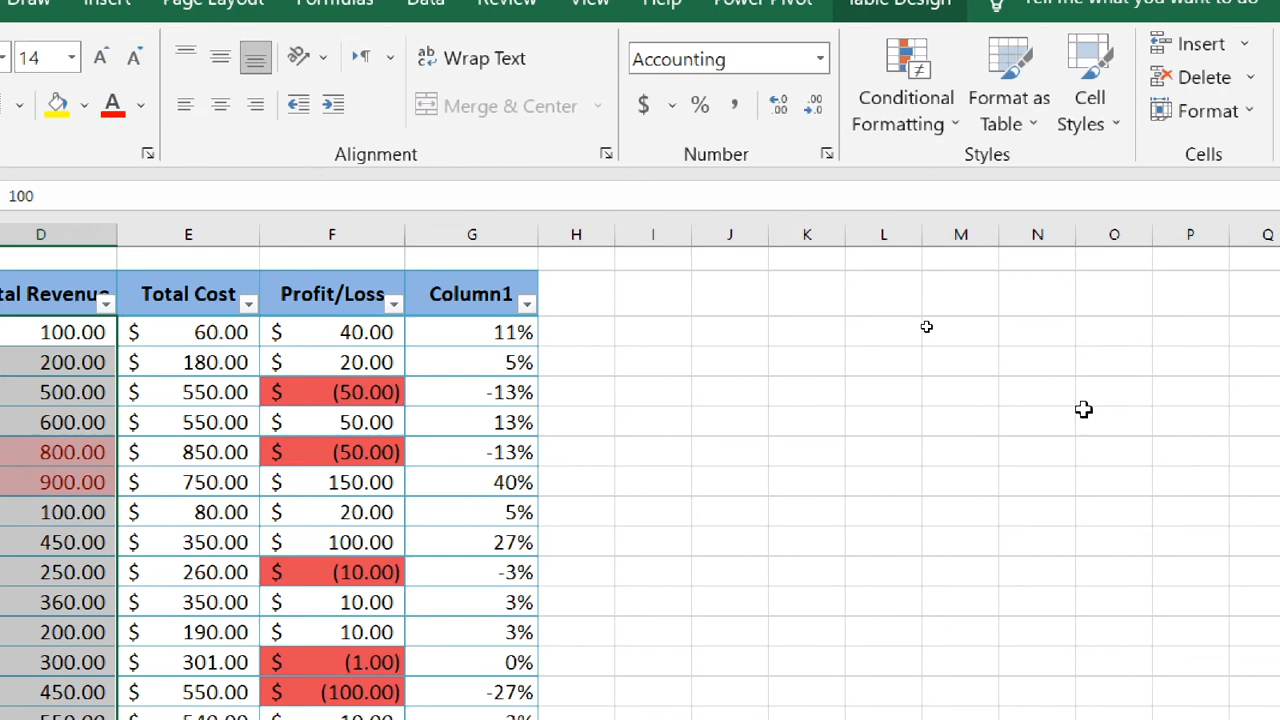 Draw Insert Page Layout Formulas Data Review View Help Power Pivot Table Design Tell me what you want to do
14 A A Wrap Text Accounting Insert
Conditional Formatting Format as Table Cell Styles Delete
A Merge & Center $ % , .00 .00 Format
Alignment Number Styles Cells
100
D E F G H I J K L M N O P Q
tal Revenue Total Cost Profit/Loss Column1
100.00 $ 60.00 $ 40.00 11%
200.00 $ 180.00 $ 20.00 5%
500.00 $ 550.00 $ (50.00) -13%
600.00 $ 550.00 $ 50.00 13%
800.00 $ 850.00 $ (50.00) -13%
900.00 $ 750.00 $ 150.00 40%
100.00 $ 80.00 $ 20.00 5%
450.00 $ 350.00 $ 100.00 27%
250.00 $ 260.00 $ (10.00) -3%
360.00 $ 350.00 $ 10.00 3%
200.00 $ 190.00 $ 10.00 3%
300.00 $ 301.00 $ (1.00) 0%
450.00 $ 550.00 $ (100.00) -27%
550.00 $ 540.00 $ 10.00 3%